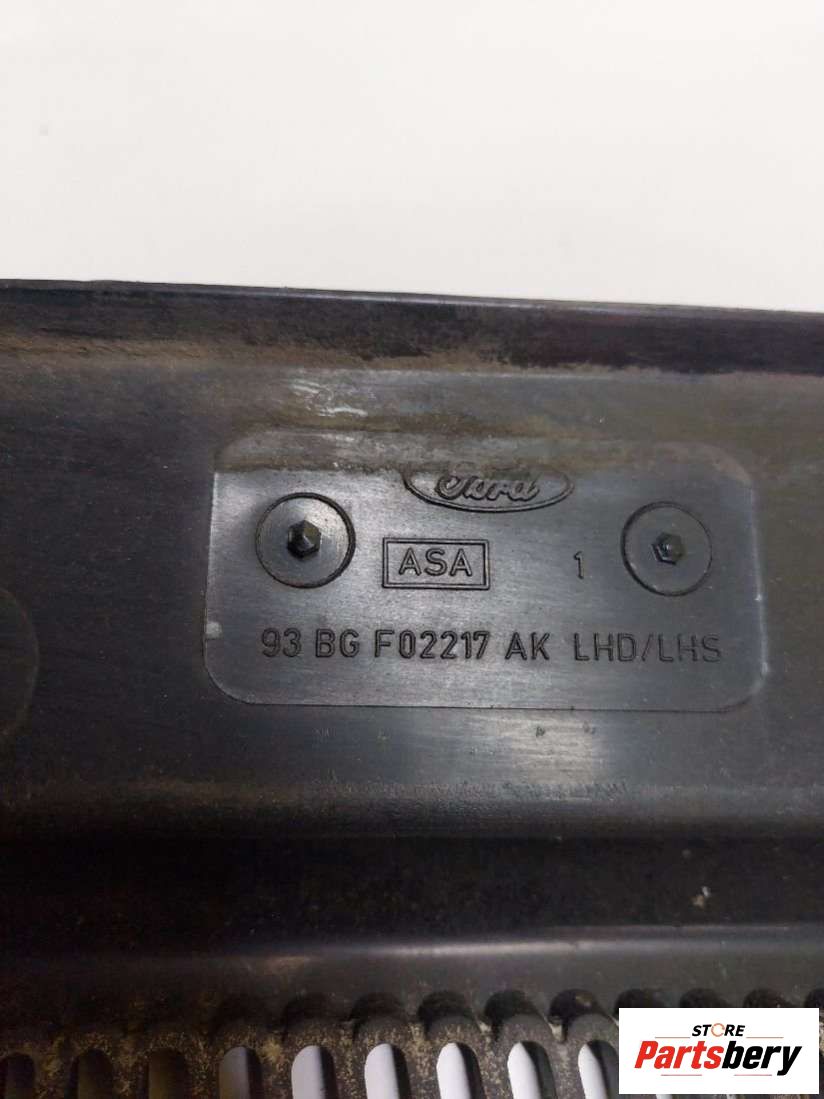 Ford
ASA 1
93 BG F02217 AK LHD/LHS
STORE
Partsbery